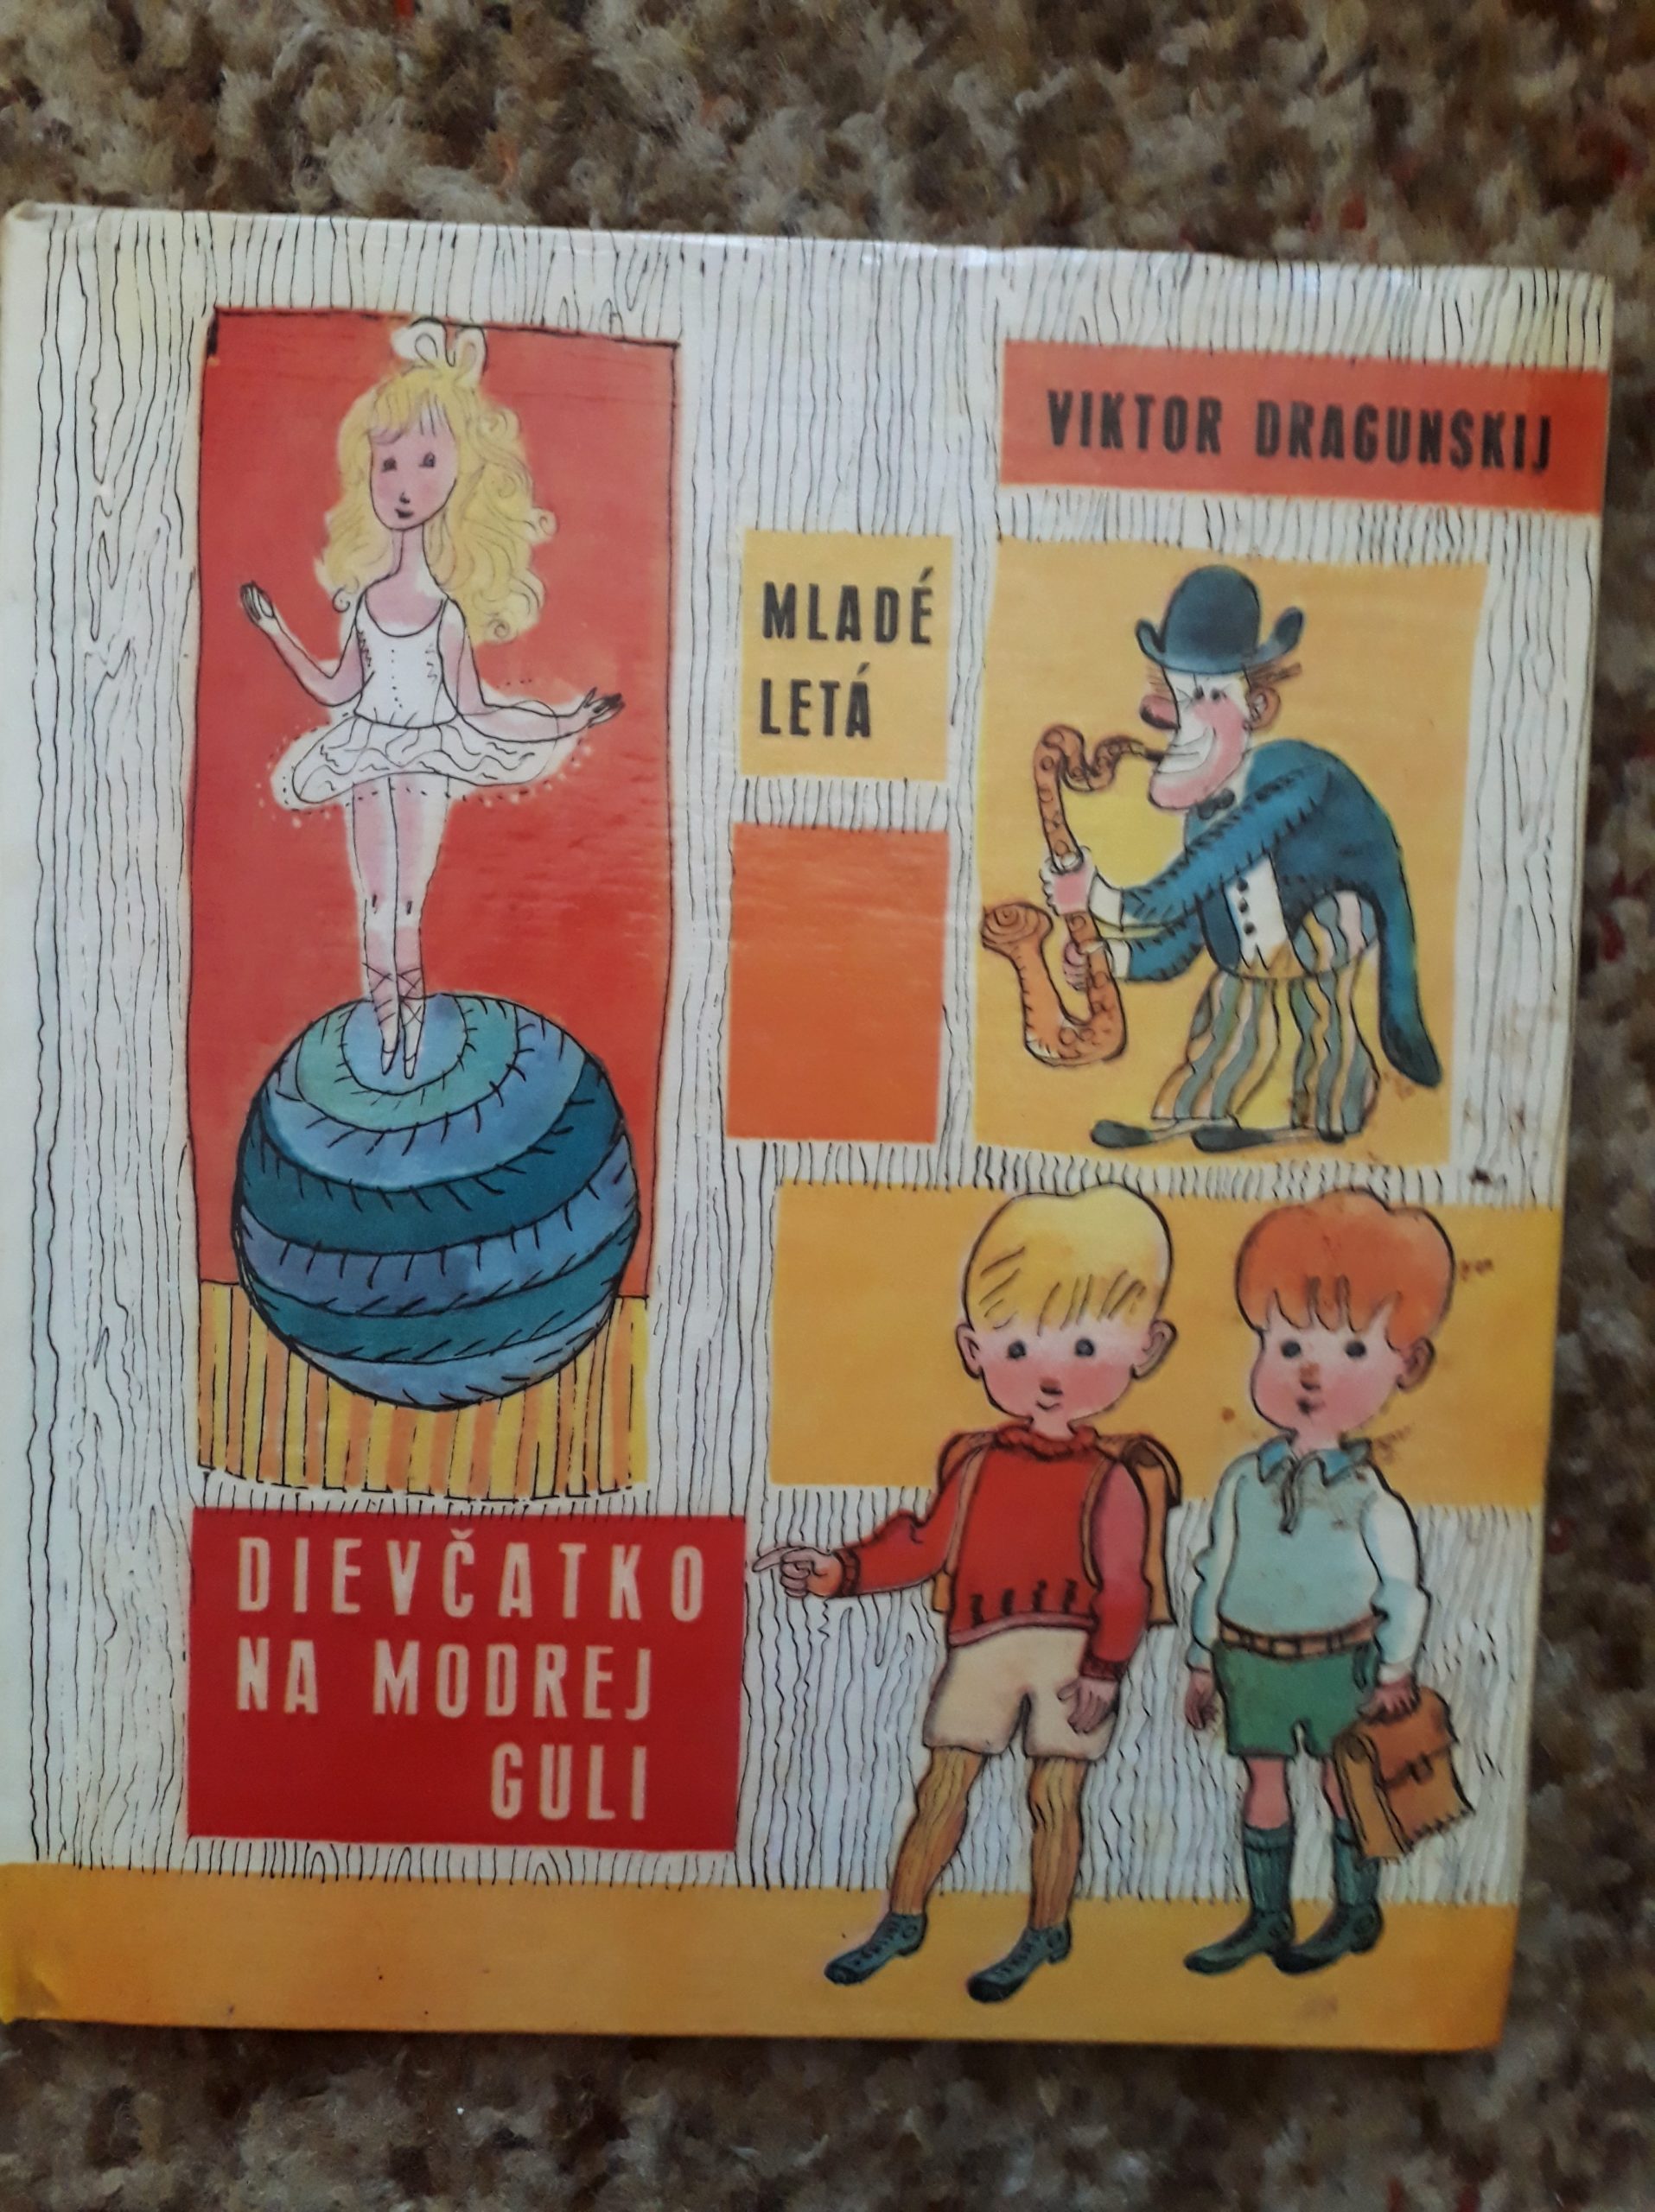 VIKTOR DRAGUNSKIJ
MLADÉ
LETÁ
DIEVČATKO
NA MODREJ
GULI